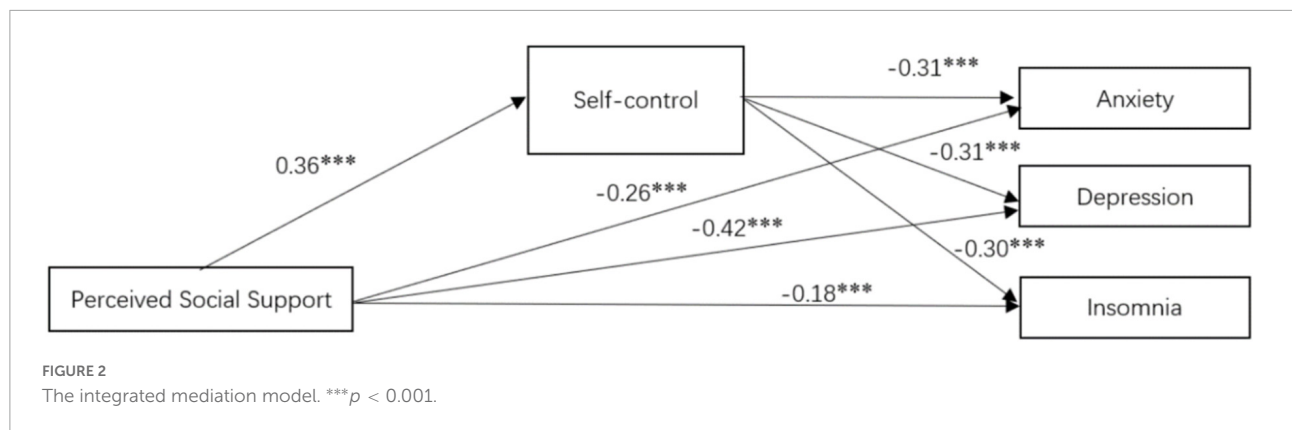 -0.31***
Self-control
Anxiety
0.36***
-0.31***
-0.26***
Depression
-0.42***
-0.30***
Perceived Social Support
-0.18***
Insomnia
FIGURE 2
The integrated mediation model. ***p < 0.001.